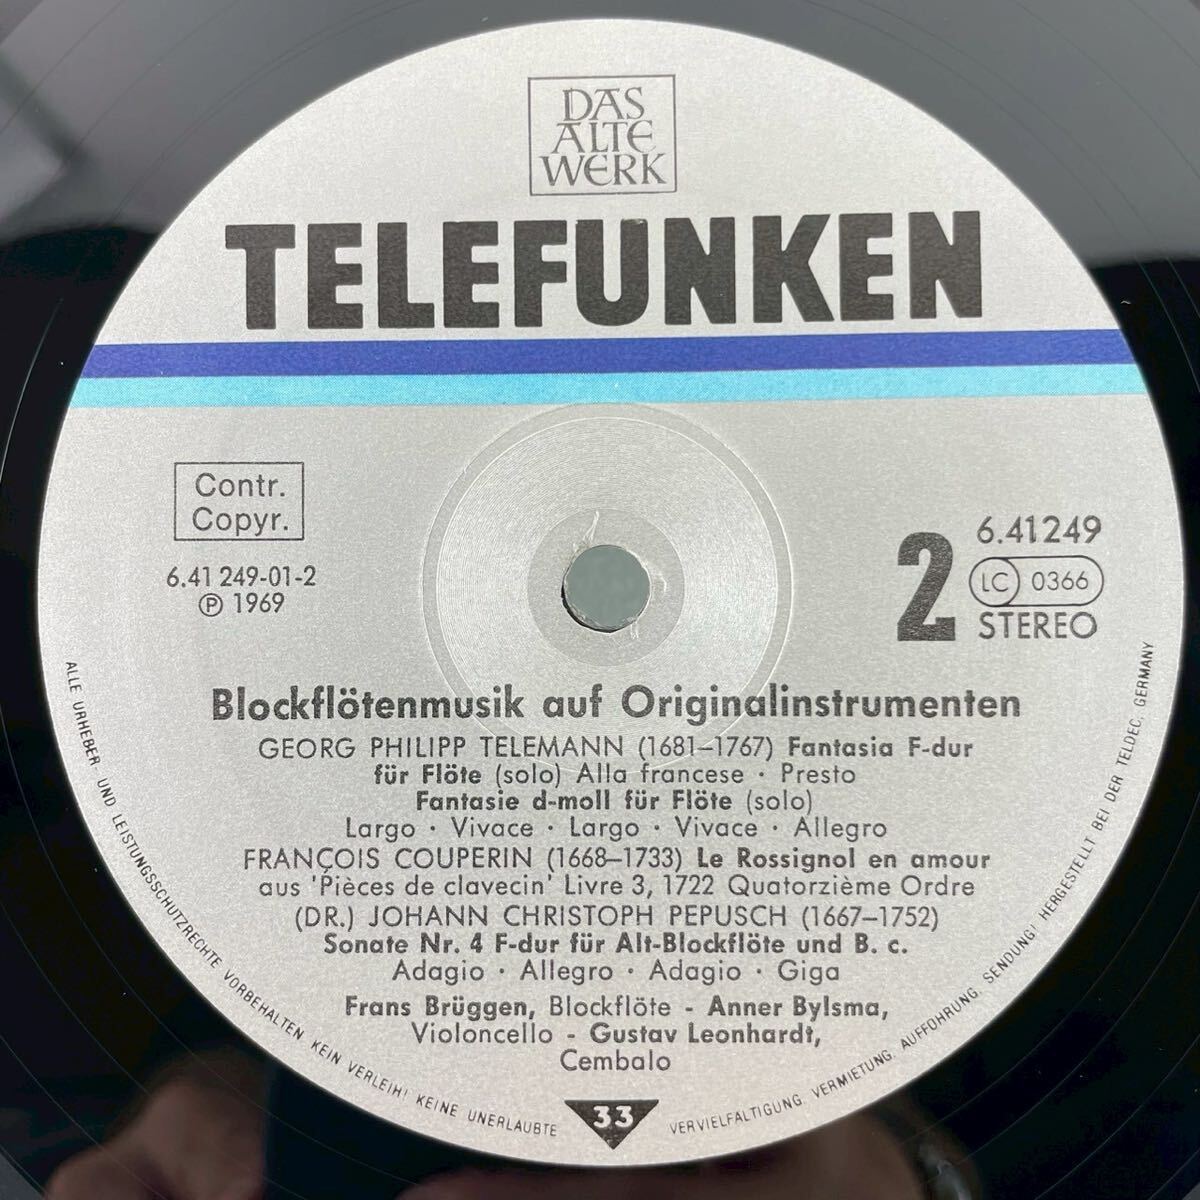 DAS
ALTE
WERK
TELEFUNKEN
Contr.
Copyr.
6.41 249-01-2
℗ 1969
2
6.41249
LC 0366
STEREO
Blockflötenmusik auf Originalinstrumenten
GEORG PHILIPP TELEMANN (1681–1767) Fantasia F-dur
für Flöte (solo) Alla francese · Presto
Fantasie d-moll für Flöte (solo)
Largo · Vivace · Largo · Vivace · Allegro
FRANÇOIS COUPERIN (1668–1733) Le Rossignol en amour
aus 'Pièces de clavecin' Livre 3, 1722 Quatorzième Ordre
(DR.) JOHANN CHRISTOPH PEPUSCH (1667–1752)
Sonate Nr. 4 F-dur für Alt-Blockflöte und B. c.
Adagio · Allegro · Adagio · Giga
Frans Brüggen, Blockflöte - Anner Bylsma,
Violoncello - Gustav Leonhardt,
Cembalo
33
ALLE URHEBER- UND LEISTUNGSSCHUTZRECHTE VORBEHALTEN KEIN VERLEIH! KEINE UNERLAUBTE VERVIELFÄLTIGUNG, VERMIETUNG, AUFFÜHRUNG, SENDUNG! HERGESTELLT BEI DER TELDEC, GERMANY